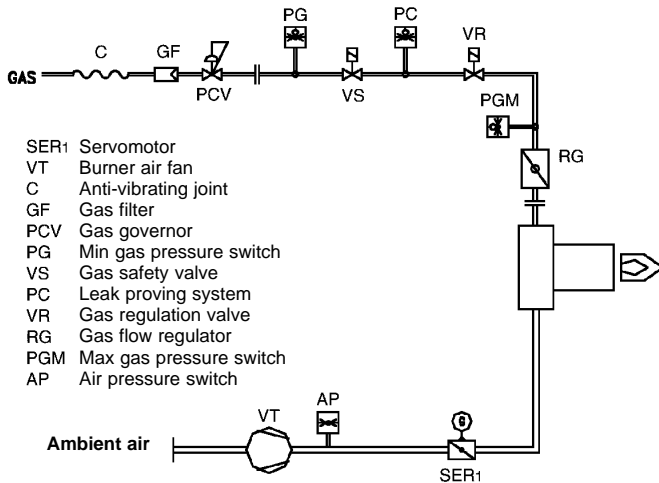 PG
PC
VR
C
GF
GAS
PCV
VS
PGM
RG
SER1 Servomotor
VT Burner air fan
C Anti-vibrating joint
GF Gas filter
PCV Gas governor
PG Min gas pressure switch
VS Gas safety valve
PC Leak proving system
VR Gas regulation valve
RG Gas flow regulator
PGM Max gas pressure switch
AP Air pressure switch
VT
AP
G
Ambient air
SER1